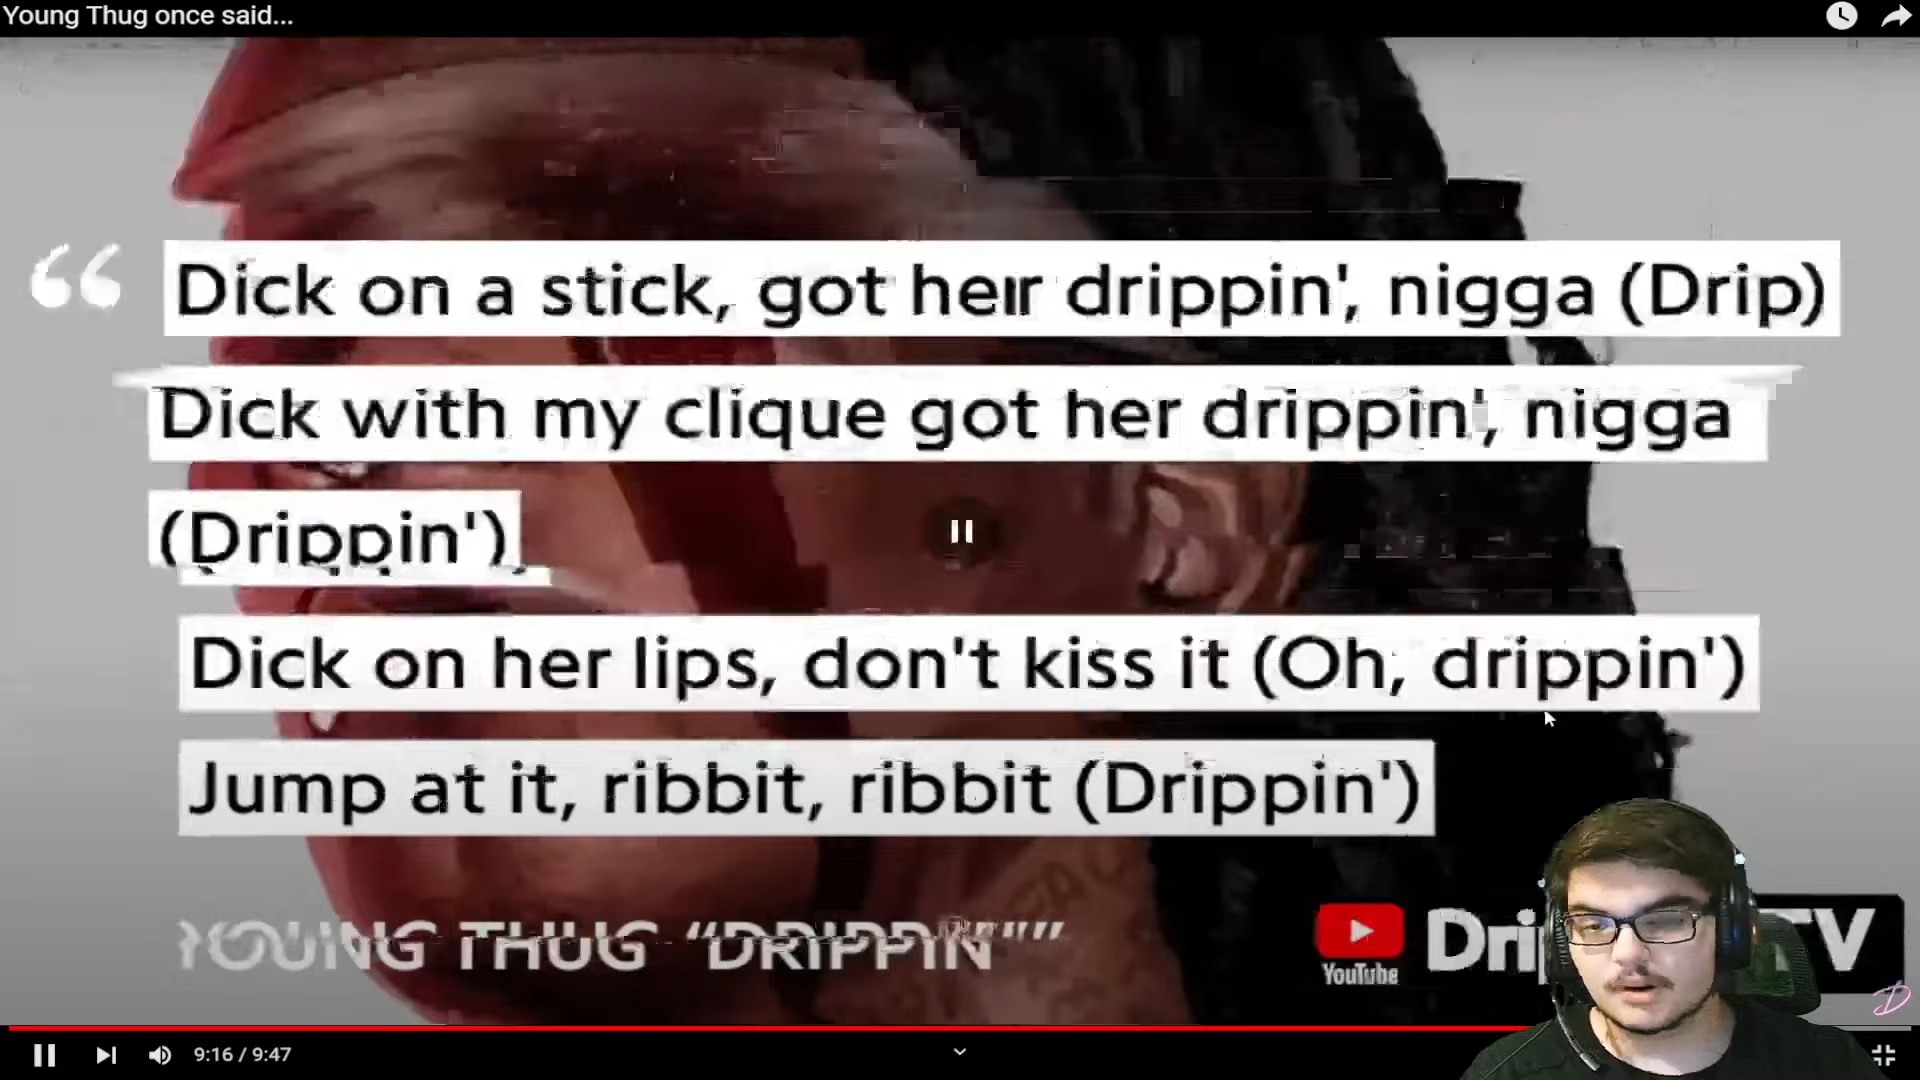 Young Thug once said...
“ Dick on a stick, got her drippin', nigga (Drip)
Dick with my clique got her drippin', nigga
(Drippin')
Dick on her lips, don't kiss it (Oh, drippin')
Jump at it, ribbit, ribbit (Drippin')
YOUNG THUG “DRIPPIN'”
YouTube
TV
9:16 / 9:47